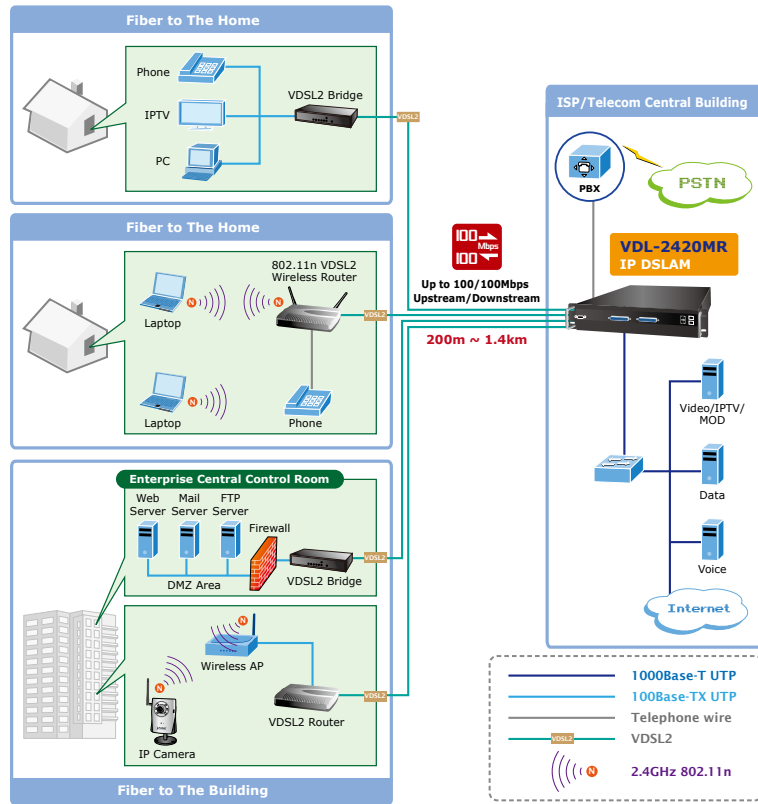 Fiber to The Home
Phone
IPTV
PC
VDSL2 Bridge
VDSL2
Fiber to The Home
802.11n VDSL2
Wireless Router
N
N
Laptop
VDSL2
N
Laptop
Phone
Enterprise Central Control Room
Web
Server
Mail
Server
FTP
Server
Firewall
DMZ Area
VDSL2 Bridge
VDSL2
N
Wireless AP
N
IP Camera
VDSL2 Router
VDSL2
Fiber to The Building
100
Mbps
100
Up to 100/100Mbps
Upstream/Downstream
200m ~ 1.4km
ISP/Telecom Central Building
PBX
PSTN
VDL-2420MR
IP DSLAM
Video/IPTV/
MOD
Data
Voice
Internet
1000Base-T UTP
100Base-TX UTP
Telephone wire
VDSL2
VDSL2
N
2.4GHz 802.11n